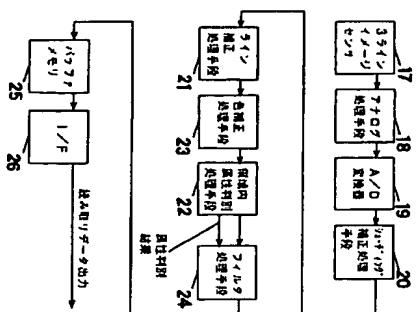 3ライン
イメージ
センサ
17
アナログ
処理手段
18
A/D
変換器
19
シェーディング
補正処理
手段
20
ライン
補正
処理手段
21
色補正
処理手段
23
領域内
属性判別
処理手段
22
属性判別
結果
フィルタ
処理手段
24
バッファ
メモリ
25
I/F
26
読み取りデータ出力